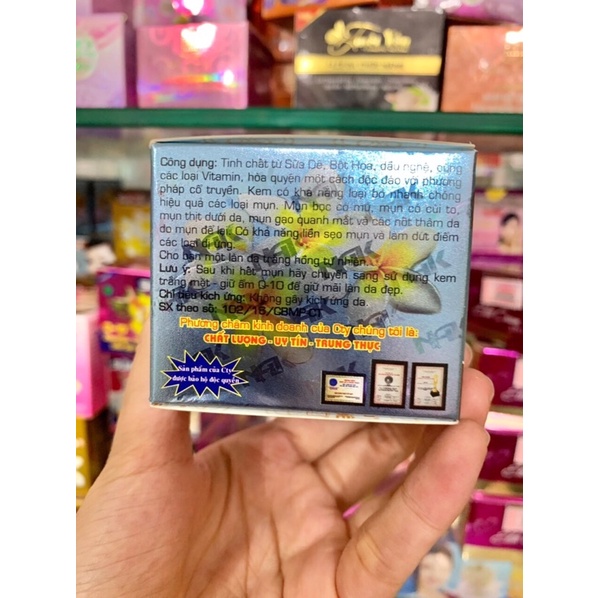 Công dụng: Tinh chất từ Sữa Dê, Bột Hoa, dầu nghệ, cùng
các loại Vitamin, hòa quyện một cách độc đáo với phương
pháp cổ truyền. Kem có khả năng loại bỏ nhanh chóng
hiệu quả các loại mụn. Mụn bọc có mủ, mụn có cùi to,
mụn thịt dưới da, mụn gạo quanh mắt và các nốt thâm da
do mụn để lại. Có khả năng liền sẹo mụn và làm dứt điểm
các loại dị ứng.
Cho bạn một làn da trắng hồng tự nhiên.
Lưu ý: Sau khi hết mụn hãy chuyển sang sử dụng kem
trắng mặt - giữ ẩm Q-10 để giữ mãi làn da đẹp.
Chỉ tiêu kích ứng: Không gây kích ứng da.
SX theo số: 102/16/CBMP-CT
Phương châm kinh doanh của Cty chúng tôi là:
CHẤT LƯỢNG - UY TÍN - TRUNG THỰC
Sản phẩm của Cty
được bảo hộ độc quyền